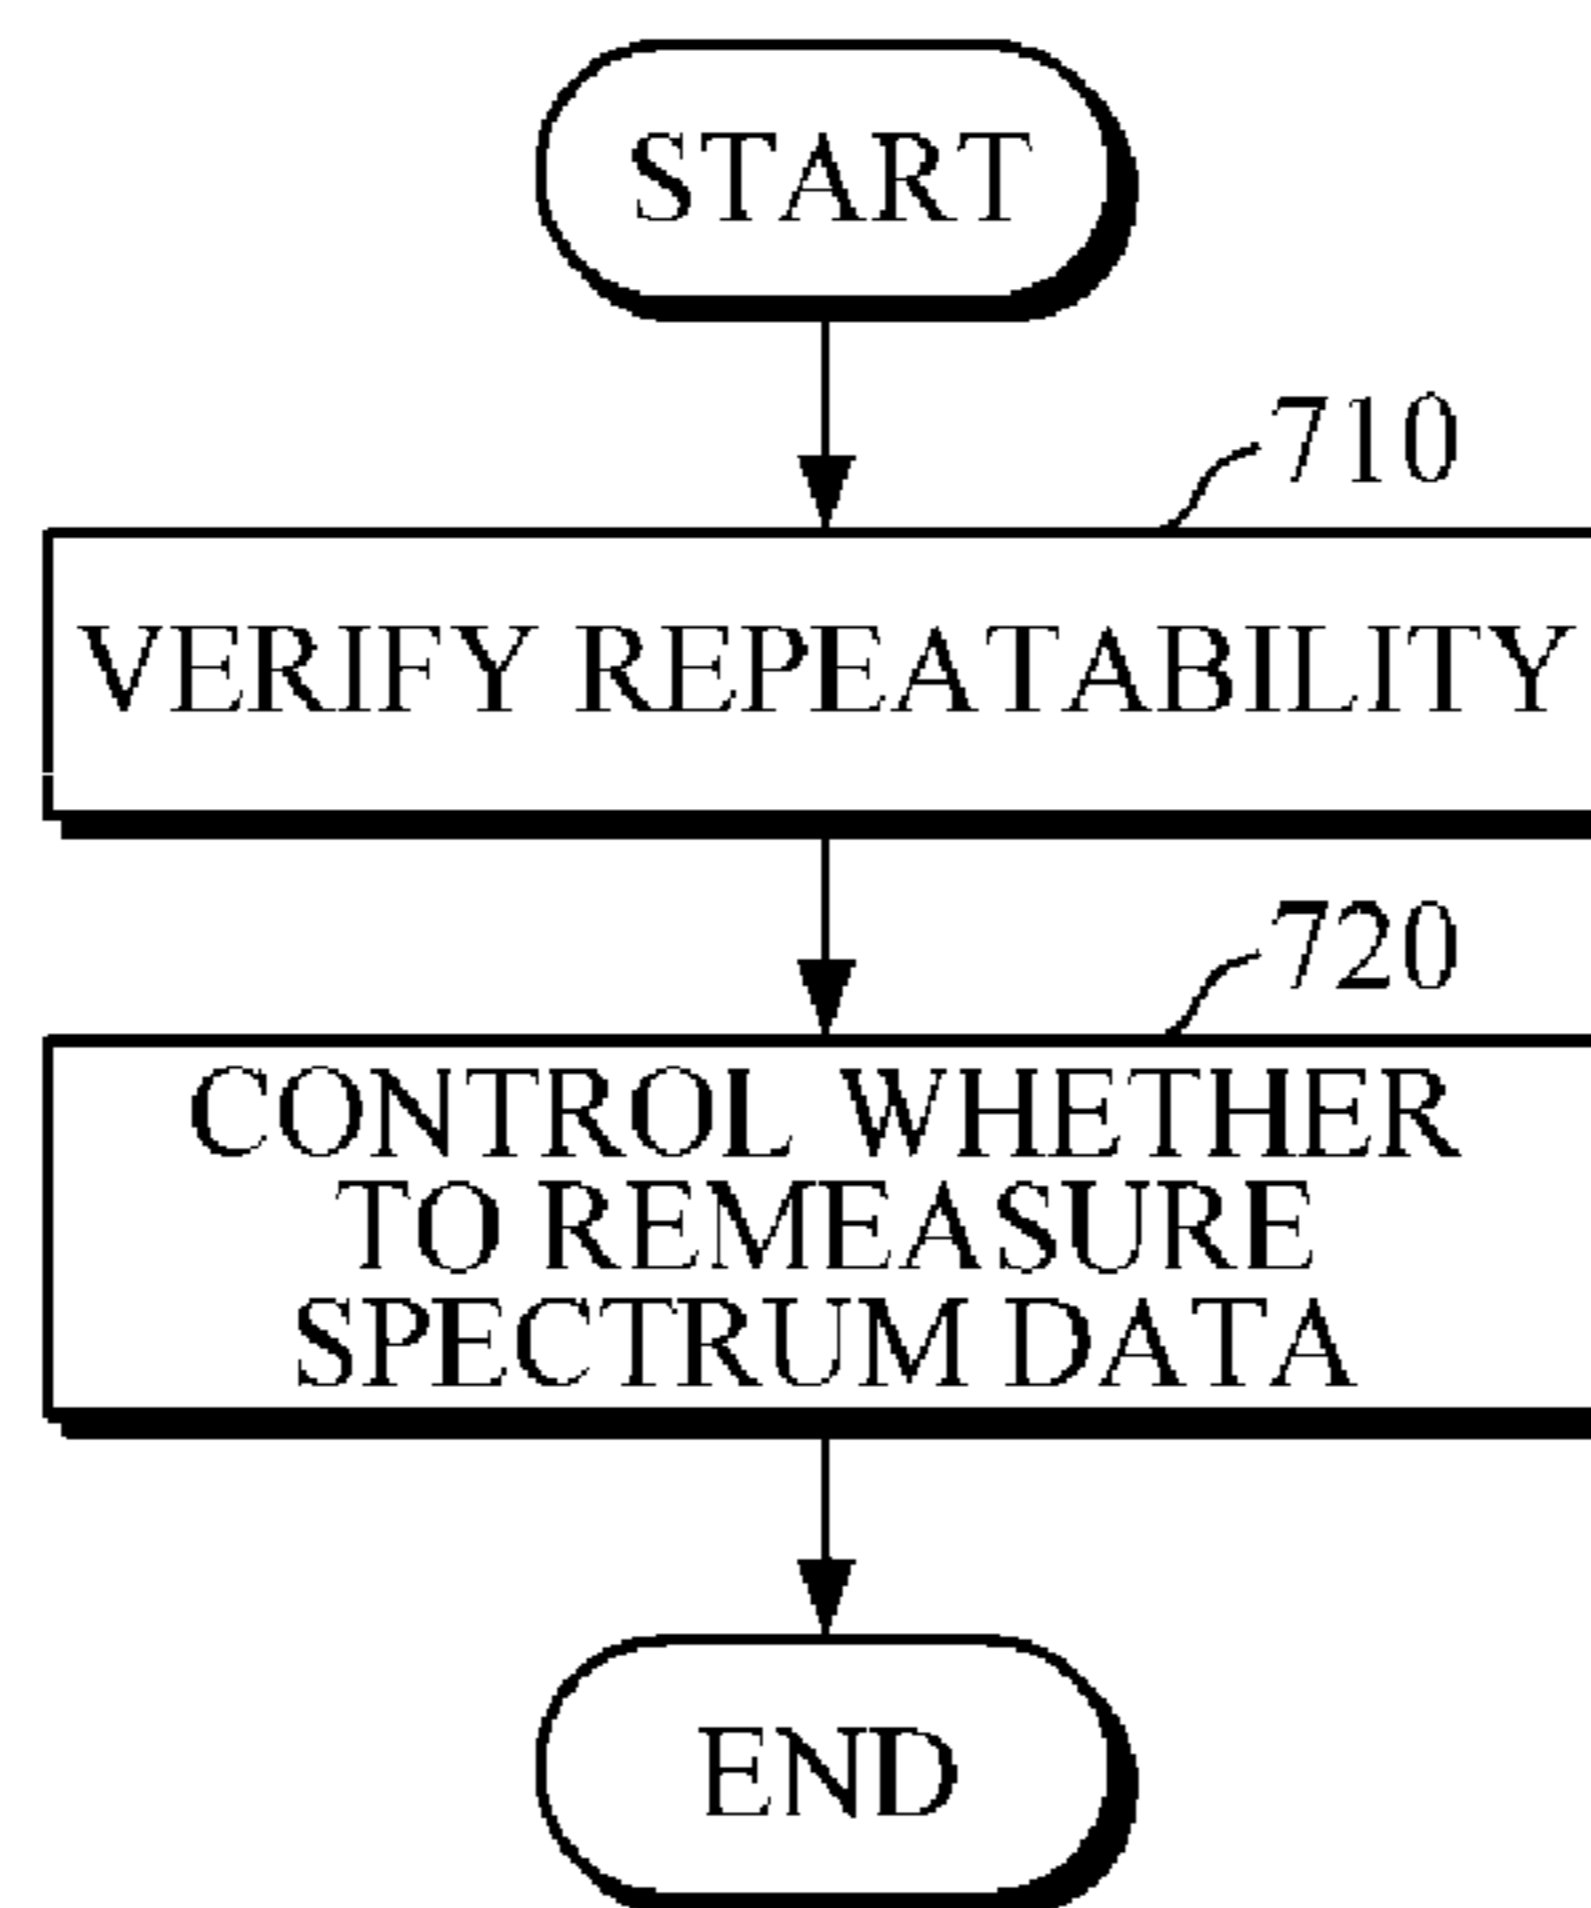 START
710
VERIFY REPEATABILITY
720
CONTROL WHETHER
TO REMEASURE
SPECTRUM DATA
END